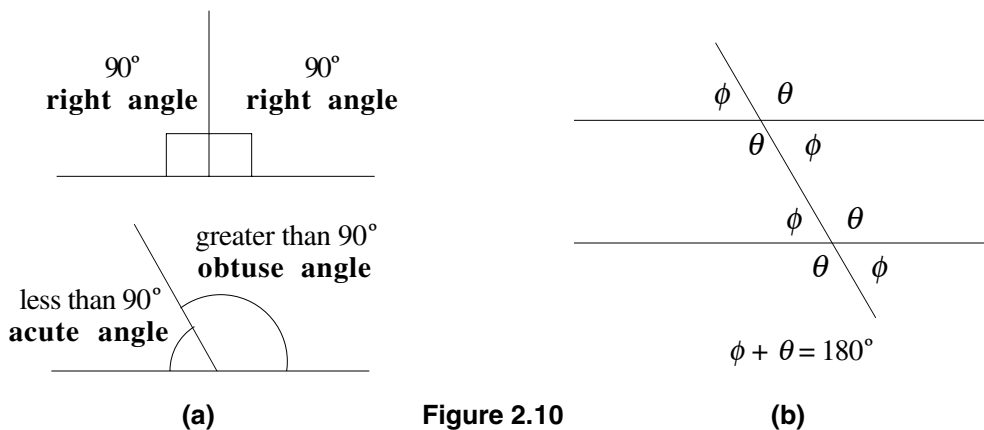 90° 90°
right angle right angle
greater than 90°
obtuse angle
less than 90°
acute angle
(a)
ϕ θ
θ ϕ
ϕ θ
θ ϕ
ϕ + θ = 180°
(b)
Figure 2.10